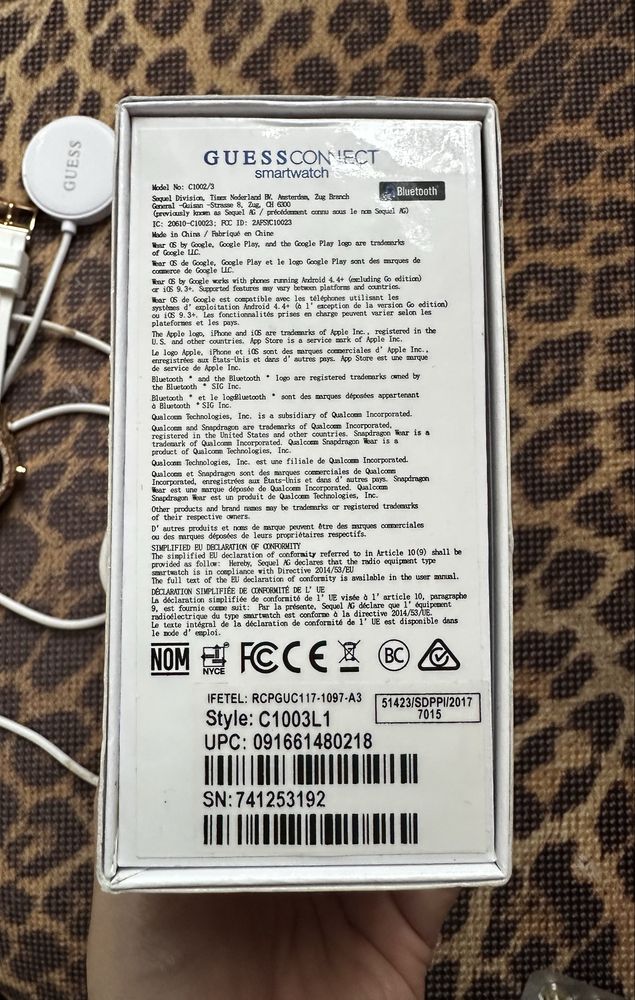 GUESS
GUESSCONNECT
smartwatch
Model No: C1002/3
Bluetooth
Sequel Division, Timex Nederland BV. Amsterdam, Zug Branch
General -Guisan -Strasse 8, Zug, CH 6300
(previously known as Sequel AG / précédemment connu sous le nom Sequel AG)
IC: 20610-C10023; FCC ID: 2AFSYC10023
Made in China / Fabriqué en Chine
Wear OS by Google, Google Play, and the Google Play logo are trademarks
of Google LLC.
Wear OS de Google, Google Play et le logo Google Play sont des marques de
commerce de Google LLC.
Wear OS by Google works with phones running Android 4.4+ (excluding Go edition)
or iOS 9.3+. Supported features may vary between platforms and countries.
Wear OS de Google est compatible avec les téléphones utilisant les
systèmes d' exploitation Android 4.4+ (à l' exception de la version Go edition)
ou iOS 9.3+. Les fonctionnalités prises en charge peuvent varier selon les
plateformes et les pays.
The Apple logo, iPhone and iOS are trademarks of Apple Inc., registered in the
U.S. and other countries. App Store is a service mark of Apple Inc.
Le logo Apple, iPhone et iOS sont des marques commerciales d' Apple Inc.,
enregistrées aux États-Unis et dans d' autres pays. App Store est une marque
de service de Apple Inc.
Bluetooth ® and the Bluetooth ® logo are registered trademarks owned by
the Bluetooth ® SIG Inc.
Bluetooth ® et le logoBluetooth ® sont des marques déposées appartenant
à Bluetooth ® SIG Inc.
Qualcomm Technologies, Inc. is a subsidiary of Qualcomm Incorporated.
Qualcomm and Snapdragon are trademarks of Qualcomm Incorporated,
registered in the United States and other countries. Snapdragon Wear is a
trademark of Qualcomm Incorporated. Qualcomm Snapdragon Wear is a
product of Qualcomm Technologies, Inc.
Qualcomm Technologies, Inc. est une filiale de Qualcomm Incorporated.
Qualcomm et Snapdragon sont des marques commerciales de Qualcomm
Incorporated, enregistrées aux États-Unis et dans d' autres pays. Snapdragon
Wear est une marque déposée de Qualcomm Incorporated. Qualcomm
Snapdragon Wear est un produit de Qualcomm Technologies, Inc.
Other products and brand names may be trademarks or registered trademarks
of their respective owners.
D' autres produits et noms de marque peuvent être des marques commerciales
ou des marques déposées de leurs propriétaires respectifs.
SIMPLIFIED EU DECLARATION OF CONFORMITY
The simplified EU declaration of conformity referred to in Article 10(9) shall be
provided as follow: Hereby, Sequel AG declares that the radio equipment type
smartwatch is in compliance with Directive 2014/53/EU
The full text of the EU declaration of conformity is available in the user manual.
DÉCLARATION SIMPLIFIÉE DE CONFORMITÉ DE L' UE
La déclaration simplifiée de conformité de l' UE visée à l' article 10, paragraphe
9, est fournie comme suit: Par la présente, Sequel AG déclare que l' équipement
radioélectrique du type smartwatch est conforme à la directive 2014/53/UE.
Le texte intégral de la déclaration de conformité de l' UE est disponible dans
le mode d' emploi.
NOM NYCE FC CE BC
IFETEL: RCPGUC117-1097-A3
51423/SDPPI/2017
7015
Style: C1003L1
UPC: 091661480218
SN: 741253192